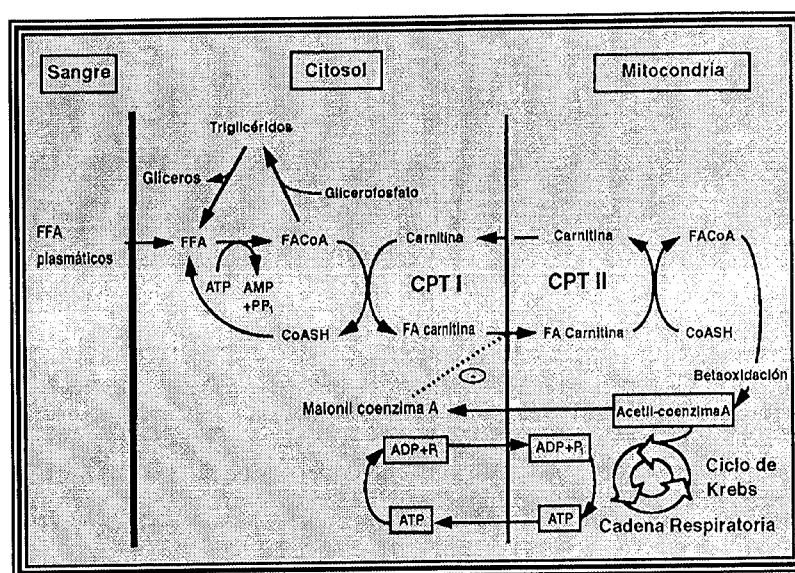 Sangre
Citosol
Mitocondria
Triglicéridos
Gliceros
Glicerofosfato
FFA
plasmáticos
FFA
FACoA
Carnitina
Carnitina
FACoA
ATP
AMP
+PPi
CPT I
CPT II
CoASH
FA carnitina
FA Carnitina
CoASH
-
Betaoxidación
Malonil coenzima A
Acetil-coenzimaA
ADP+Pi
ADP+Pi
Ciclo de
Krebs
ATP
ATP
Cadena Respiratoria